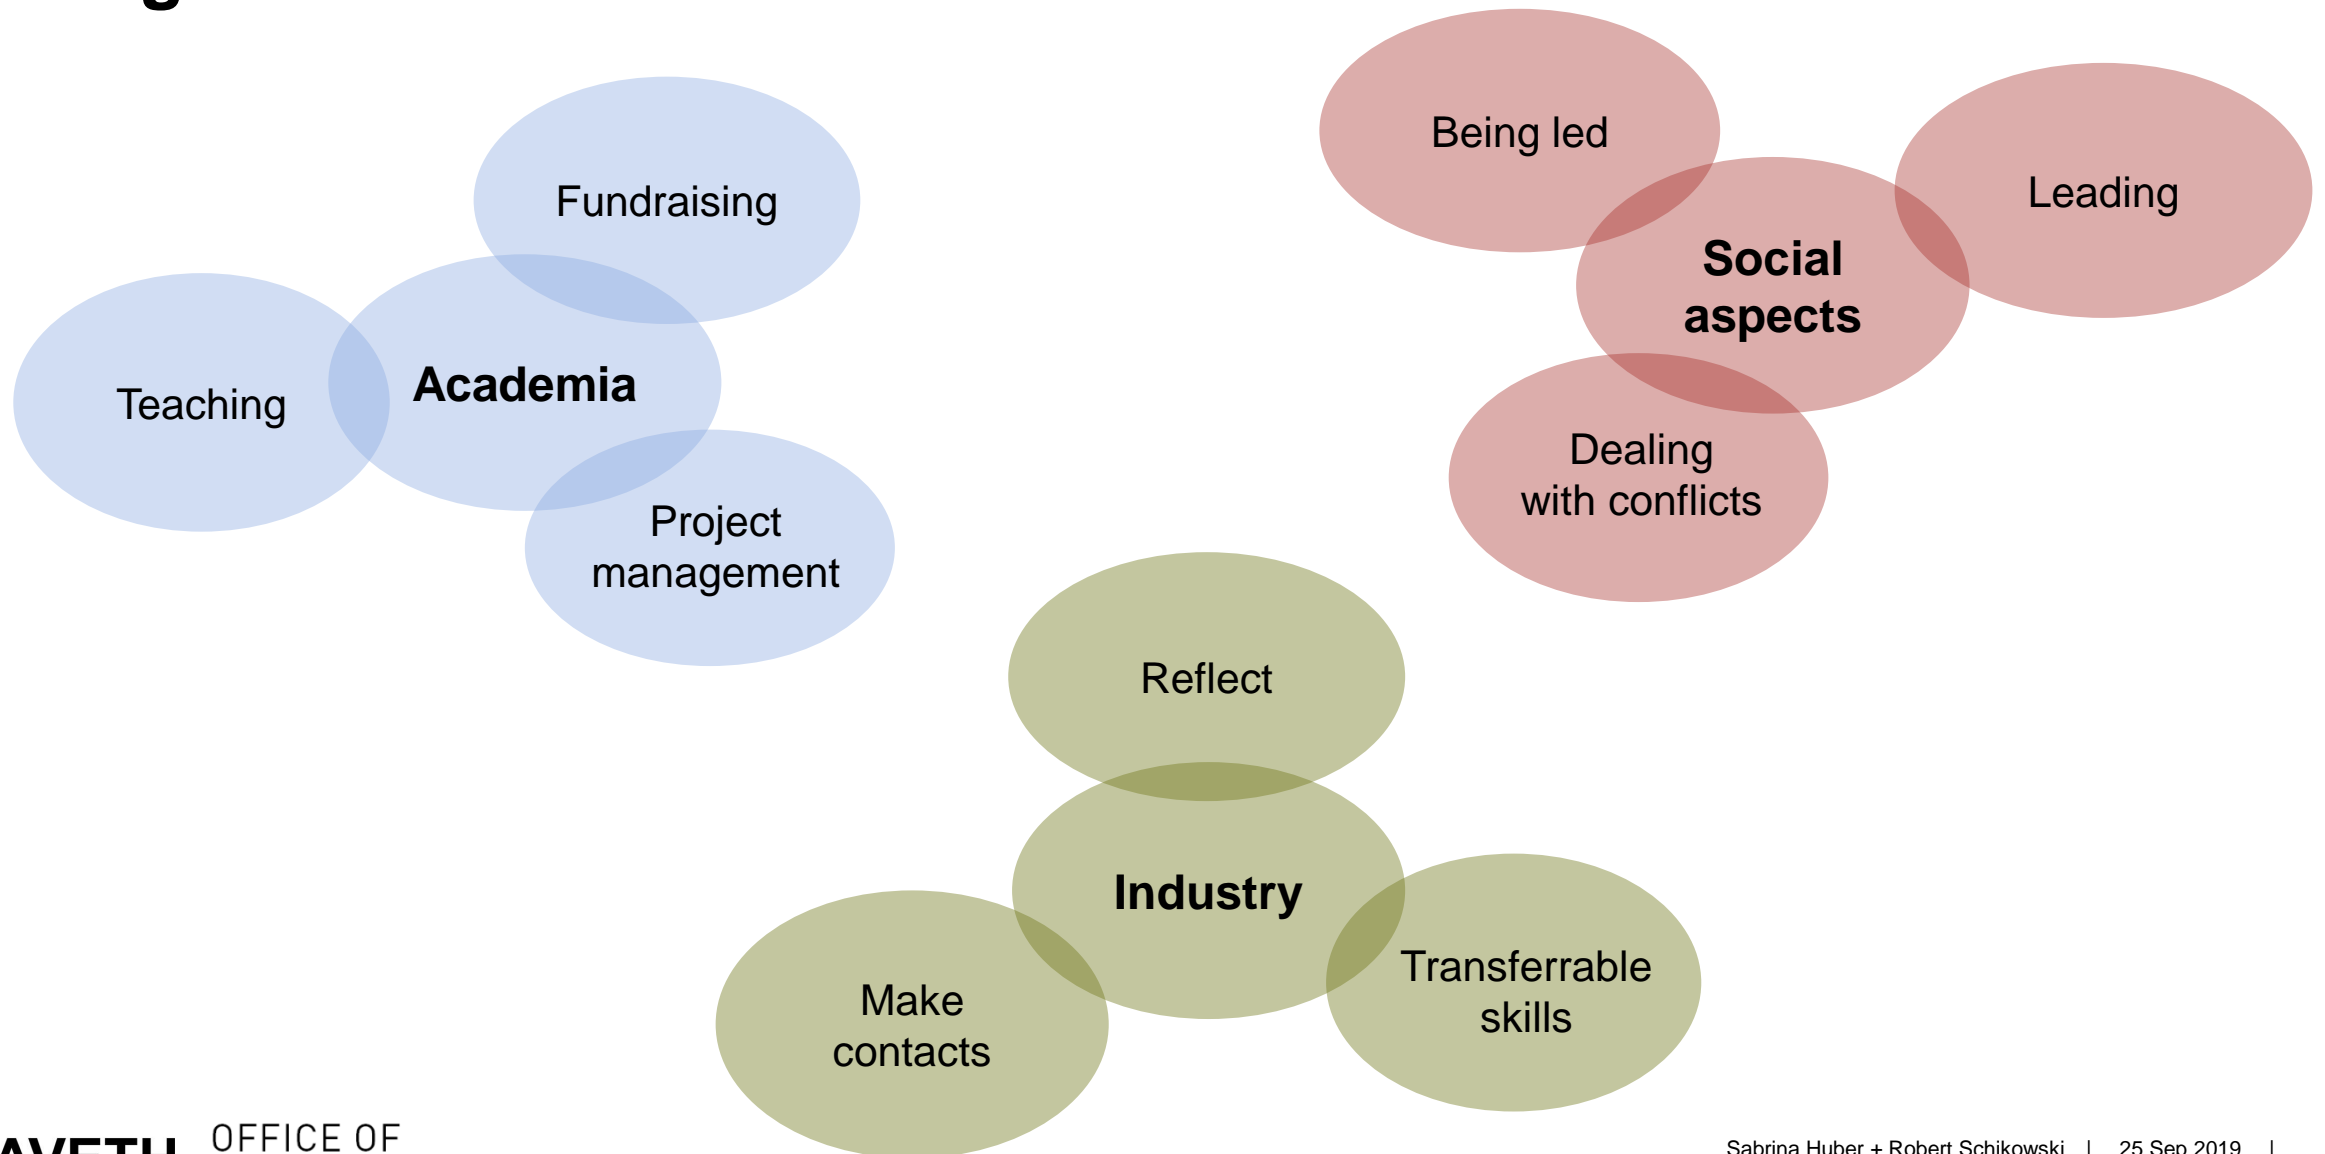 Being led
Leading
Fundraising
Social
aspects
Academia
Teaching
Dealing
with conflicts
Project
management
Reflect
Industry
Transferrable
skills
Make
contacts
OFFICE OF
Sabrina Huber + Robert Schikowski | 25 Sep 2019 |